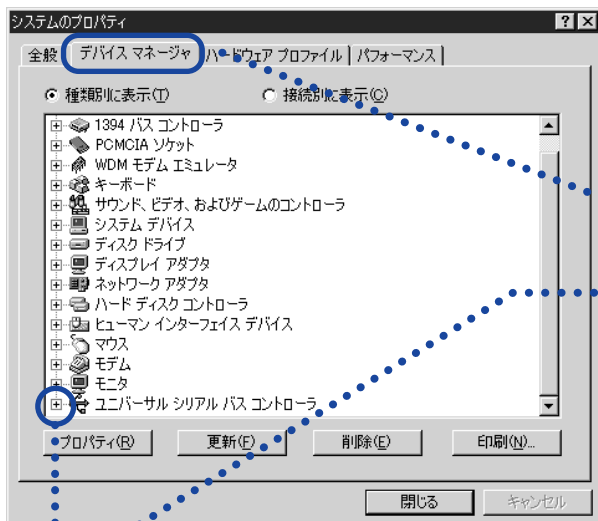 システムのプロパティ
全般 デバイス マネージャ ハードウェア プロファイル パフォーマンス
種類別に表示(T) 接続別に表示(C)
1394 バス コントローラ
PCMCIA ソケット
WDM モデム エミュレータ
キーボード
サウンド、ビデオ、およびゲームのコントローラ
システム デバイス
ディスク ドライブ
ディスプレイ アダプタ
ネットワーク アダプタ
ハード ディスク コントローラ
ヒューマン インターフェイス デバイス
マウス
モデム
モニタ
ユニバーサル シリアル バス コントローラ
プロパティ(R) 更新(F) 削除(E) 印刷(N)...
閉じる キャンセル